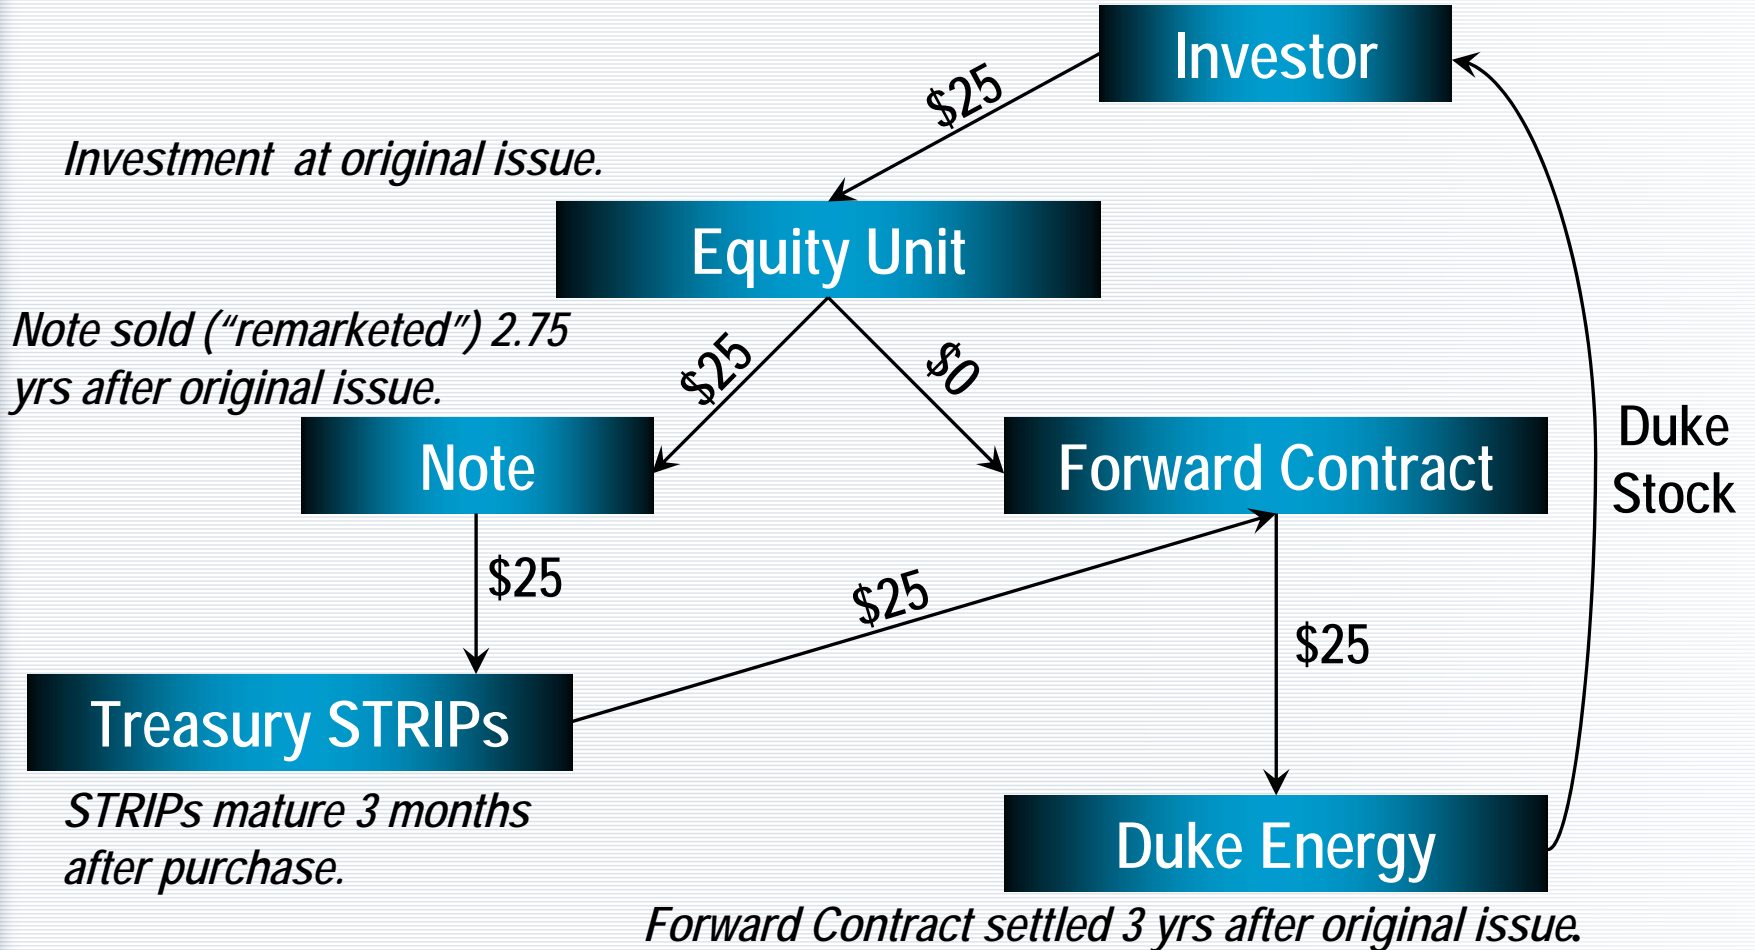 Investor
$25
Investment at original issue.
Equity Unit
Note sold (“remarketed”) 2.75
yrs after original issue.
$25
$0
Note
Forward Contract
Duke
Stock
$25
$25
$25
Treasury STRIPs
STRIPs mature 3 months
after purchase.
Duke Energy
Forward Contract settled 3 yrs after original issue.